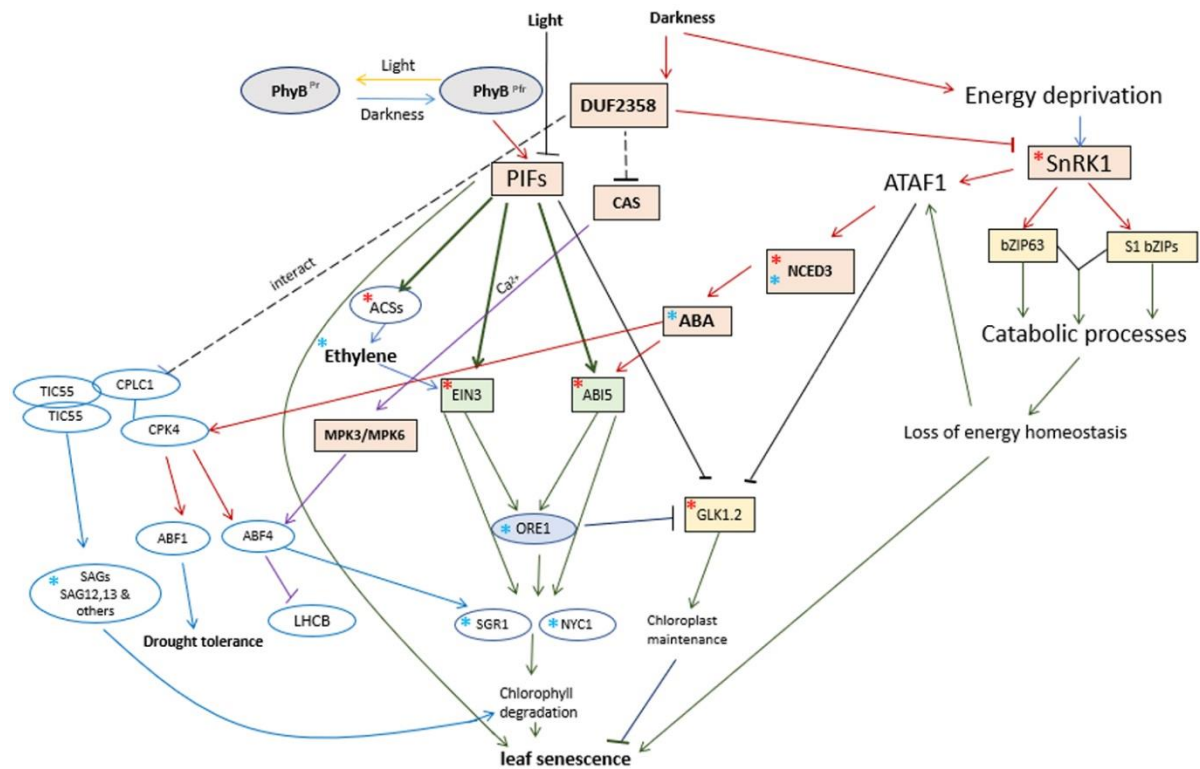 Light
Darkness
Light
PhyB Pr
PhyB Pfr
Darkness
DUF2358
Energy deprivation
* SnRK1
PIFs
ATAF1
CAS
bZIP63
S1 bZIPs
interact
Ca2+
* NCED3
*
* ACSs
* ABA
Catabolic processes
* Ethylene
TIC55
CPLC1
TIC55
* EIN3
* ABI5
CPK4
MPK3/MPK6
Loss of energy homeostasis
* GLK1.2
* ORE1
ABF1
ABF4
* SAGs
SAG12,13 &
others
LHCB
* SGR1
* NYC1
Chloroplast
maintenance
Drought tolerance
Chlorophyll
degradation
leaf senescence